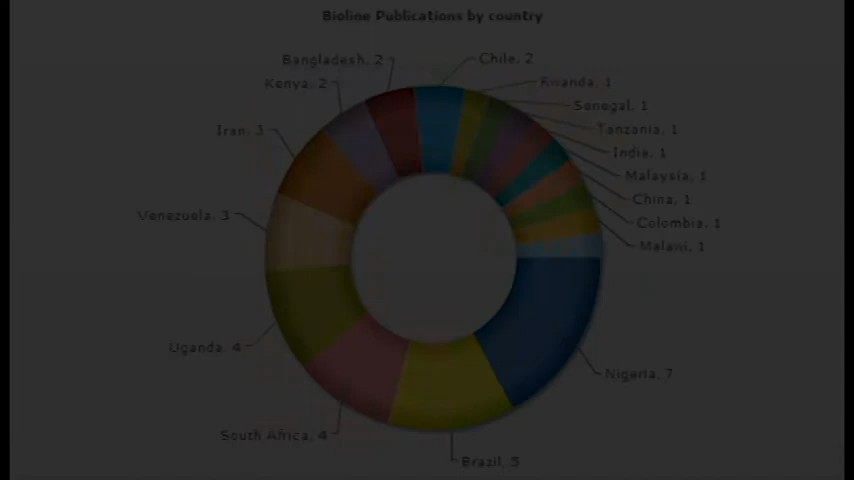 Bioline Publications by country
Chile, 2
Bangladesh, 2
Rwanda, 1
Kenya, 2
Senegal, 1
Tanzania, 1
Iran, 3
India, 1
Malaysia, 1
China, 1
Venezuela, 3
Colombia, 1
Malawi, 1
Uganda, 4
Nigeria, 7
South Africa, 4
Brazil, 5